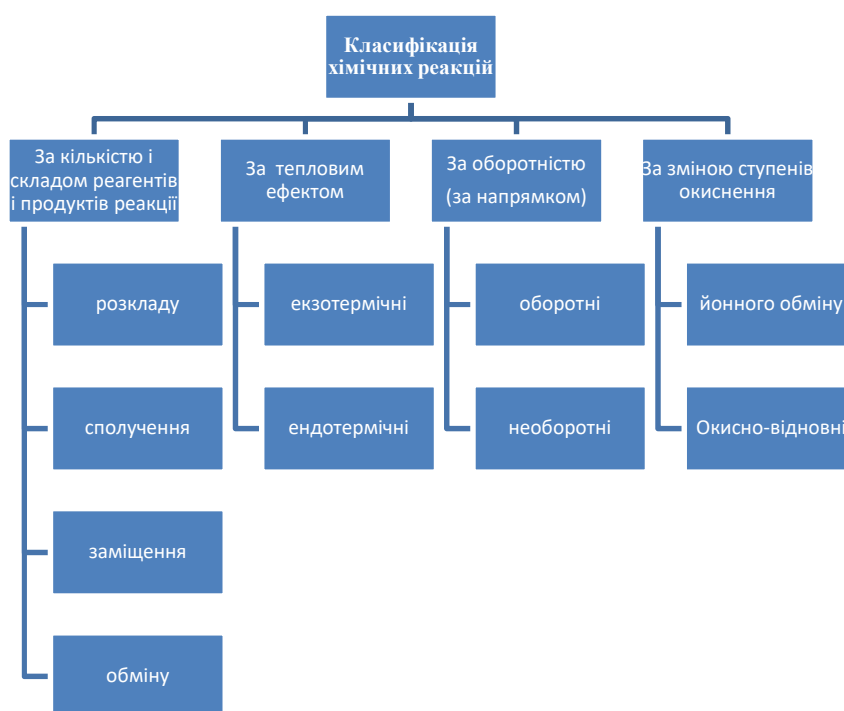 Класифікація
хімічних реакцій
За кількістю і
складом реагентів
і продуктів реакції
розкладу
сполучення
заміщення
обміну
За тепловим
ефектом
екзотермічні
ендотермічні
За оборотністю
(за напрямком)
оборотні
необоротні
За зміною ступенів
окиснення
йонного обміну
Окисно-відновні